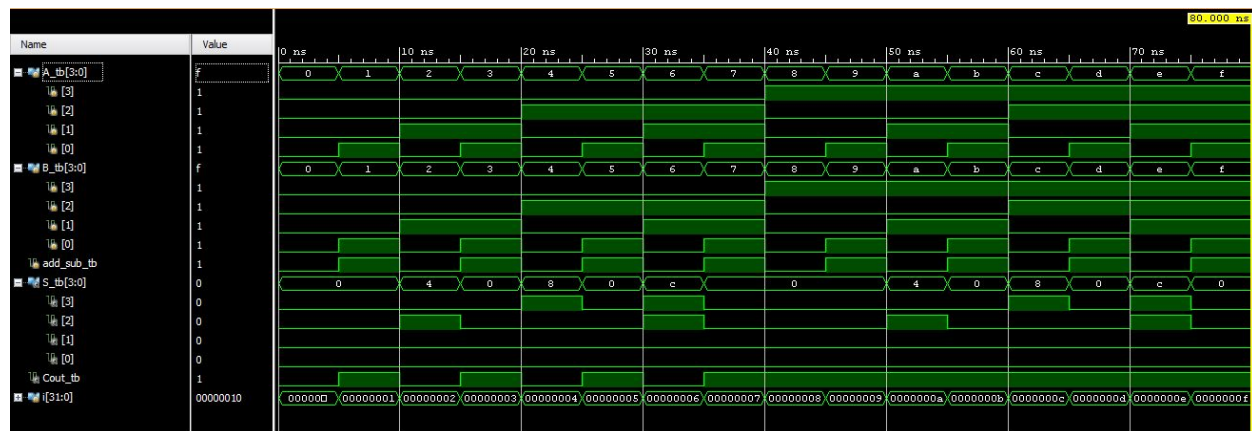 80.000 ns
Name Value
0 ns 10 ns 20 ns 30 ns 40 ns 50 ns 60 ns 70 ns
A_tb[3:0] f 0 1 2 3 4 5 6 7 8 9 a b c d e f
[3] 1
[2] 1
[1] 1
[0] 1
B_tb[3:0] f 0 1 2 3 4 5 6 7 8 9 a b c d e f
[3] 1
[2] 1
[1] 1
[0] 1
add_sub_tb 1
S_tb[3:0] 0 0 4 0 8 0 c 0 4 0 8 0 c 0
[3] 0
[2] 0
[1] 0
[0] 0
Cout_tb 1
i[31:0] 00000010 000000 00000001 00000002 00000003 00000004 00000005 00000006 00000007 00000008 00000009 0000000a 0000000b 0000000c 0000000d 0000000e 0000000f